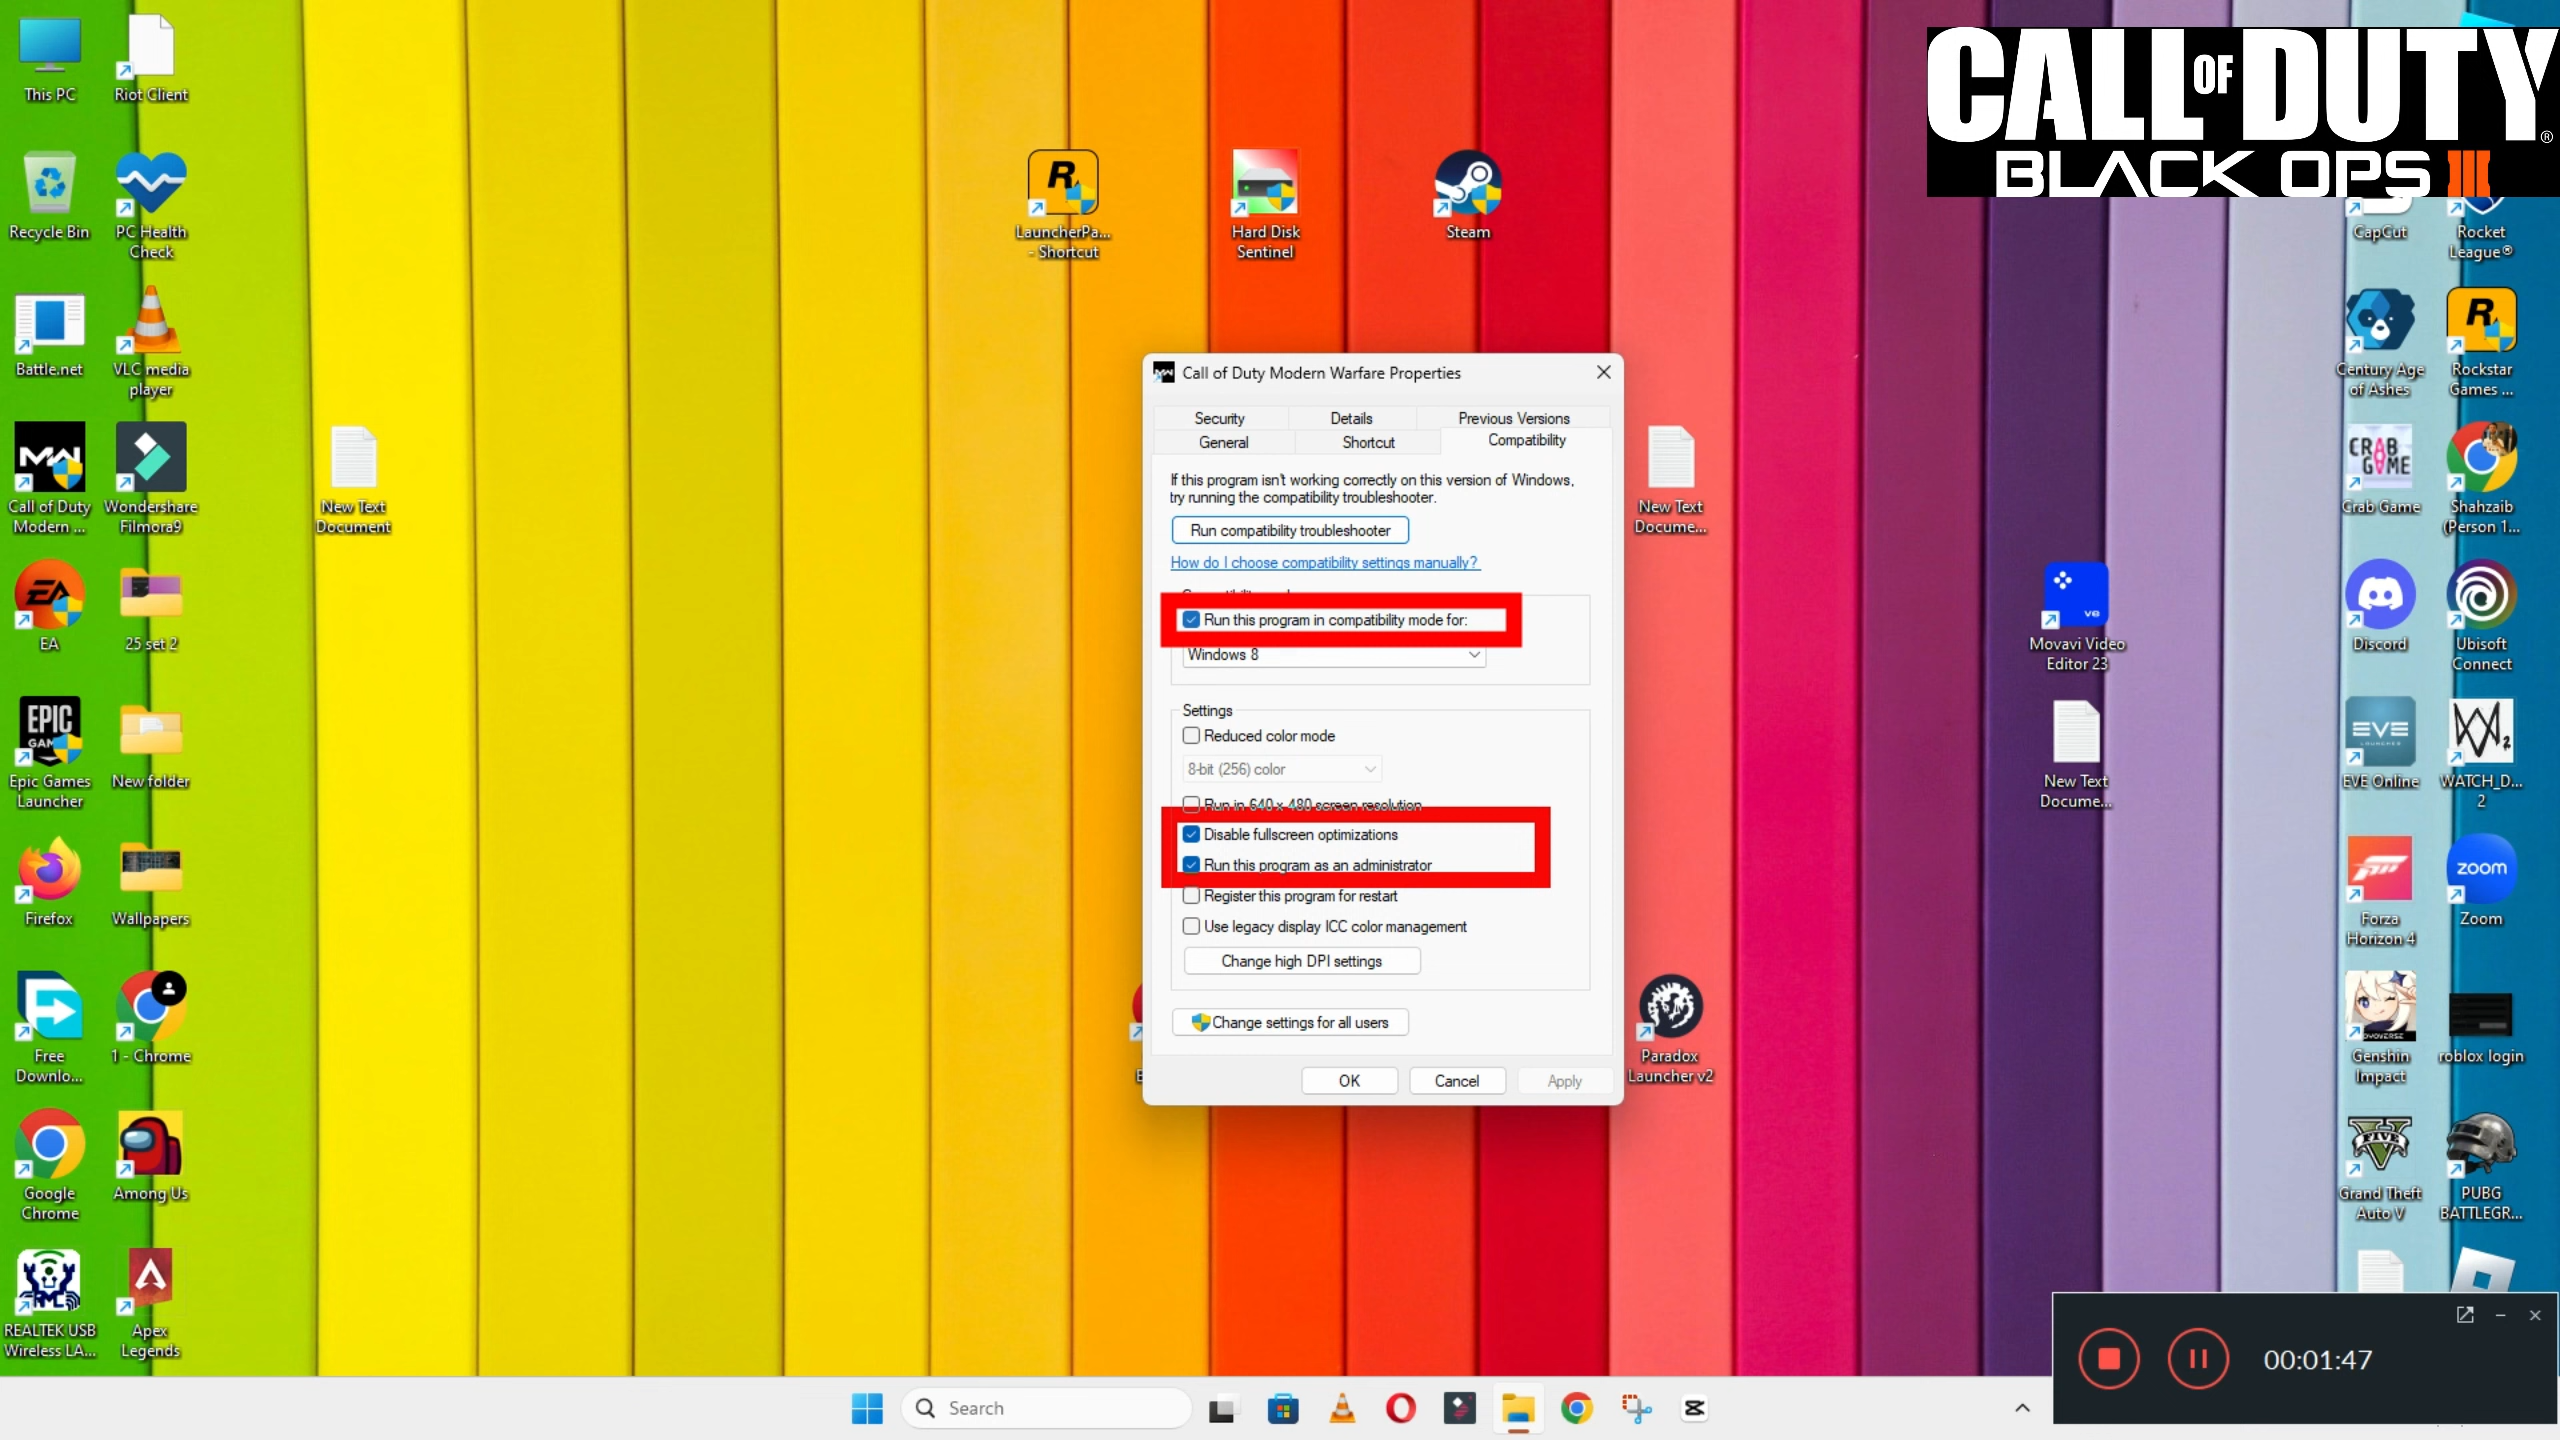 This PC
Riot Client
Recycle Bin
PC Health
Check
Battle.net
VLC media
player
Call of Duty
Modern ...
Wondershare
Filmora9
EA
25 set 2
EPIC
GAM
Epic Games
Launcher
New folder
Firefox
Wallpapers
Free
Downlo...
1 - Chrome
Google
Chrome
Among Us
REALTEK USB
Wireless LA...
Apex
Legends
New Text
Document
LauncherPa...
- Shortcut
Hard Disk
Sentinel
Steam
CALL OF DUTY®
BLACK OPS III
Call of Duty Modern Warfare Properties
Security
Details
Previous Versions
General
Shortcut
Compatibility
If this program isn't working correctly on this version of Windows,
try running the compatibility troubleshooter.
Run compatibility troubleshooter
How do I choose compatibility settings manually?
Run this program in compatibility mode for:
Windows 8
Settings
Reduced color mode
8-bit (256) color
Run in 640 x 480 screen resolution
Disable fullscreen optimizations
Run this program as an administrator
Register this program for restart
Use legacy display ICC color management
Change high DPI settings
Change settings for all users
OK
Cancel
Apply
New Text
Docume...
Paradox
Launcher v2
Movavi Video
Editor 23
New Text
Docume...
CapCut
Rocket
League®
Century Age
of Ashes
Rockstar
Games ...
CRAB
GAME
Crab Game
Shahzaib
(Person 1...
Discord
Ubisoft
Connect
EVE
EVE Online
WATCH_D...
2
Forza
Horizon 4
zoom
Zoom
Genshin
Impact
roblox login
FIVE
Grand Theft
Auto V
PUBG
BATTLEGR...
00:01:47
Search